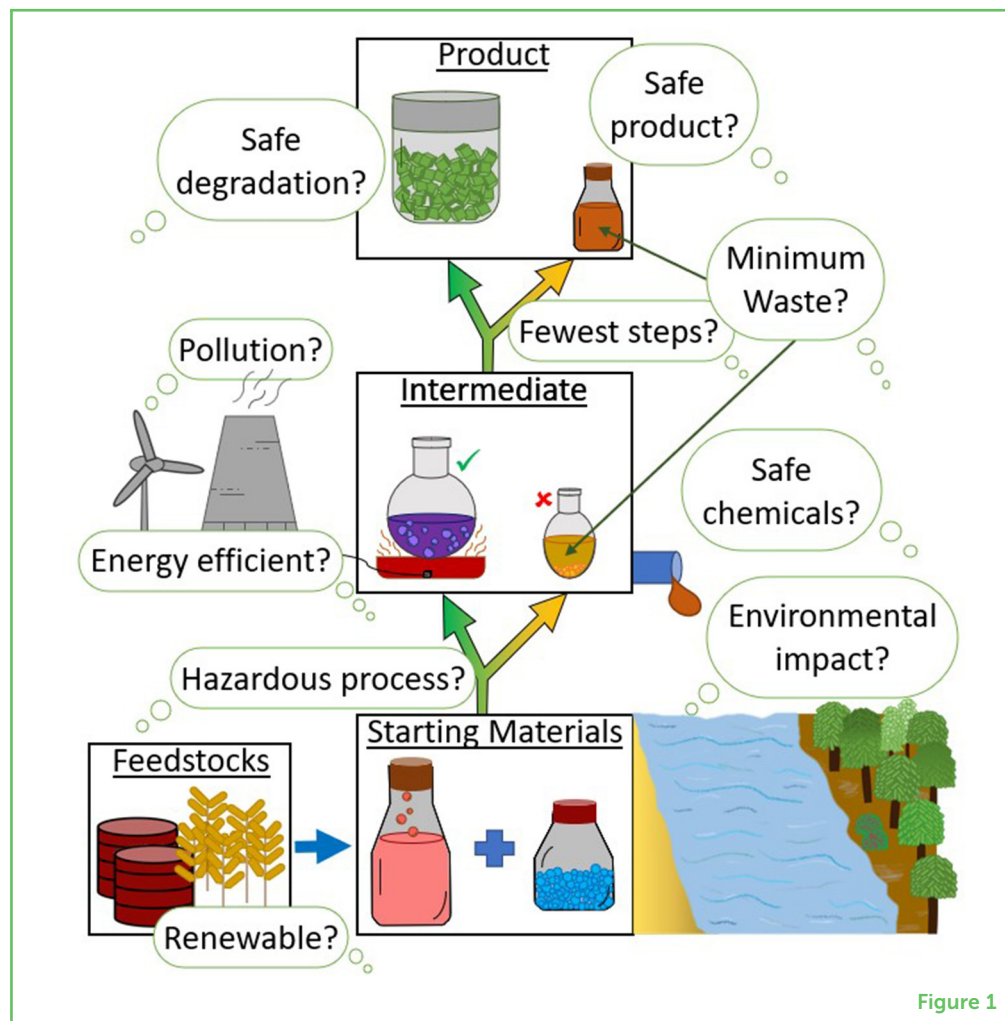 Product
Safe
product?
Safe
degradation?
Minimum
Waste?
Fewest steps?
Pollution?
Intermediate
Safe
chemicals?
Energy efficient?
Environmental
impact?
Hazardous process?
Starting Materials
Feedstocks
Renewable?
Figure 1